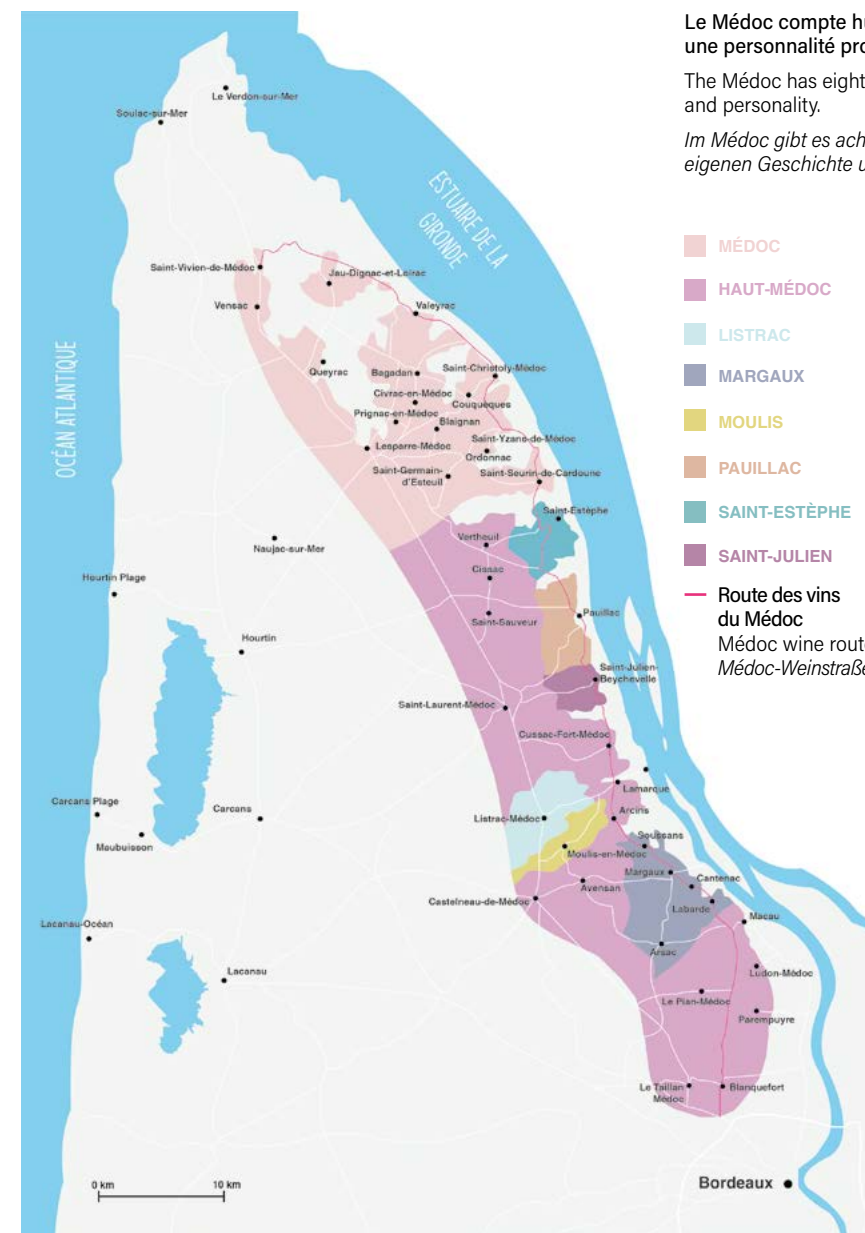 Le Médoc compte hu
une personnalité pro
The Médoc has eight
and personality.
Im Médoc gibt es ach
eigenen Geschichte u
MÉDOC
HAUT-MÉDOC
LISTRAC
MARGAUX
MOULIS
PAUILLAC
SAINT-ESTÈPHE
SAINT-JULIEN
Route des vins
du Médoc
Médoc wine route
Médoc-Weinstraße
OCÉAN ATLANTIQUE
ESTUAIRE DE LA
GIRONDE
Le Verdon-sur-Mer
Soulac-sur-Mer
Saint-Vivien-de-Médoc
Jau-Dignac-et-Loirac
Vensac
Valeyrac
Queyrac
Bagadan
Saint-Christoly-Médoc
Civrac-en-Médoc
Couquèques
Prignac-en-Médoc
Blaignan
Saint-Yzans-de-Médoc
Lesparre-Médoc
Ordonnac
Saint-Germain-
d'Esteuil
Saint-Seurin-de-Cardoune
Saint-Estèphe
Vertheuil
Naujac-sur-Mer
Cissac
Hourtin Plage
Saint-Sauveur
Pauillac
Hourtin
Saint-Julien-
Beychevelle
Saint-Laurent-Médoc
Cussac-Fort-Médoc
Lamarque
Carcans Plage
Carcans
Listrac-Médoc
Arcins
Maubuisson
Soussans
Moulis-en-Médoc
Margaux
Cantenac
Avensan
Castelneau-de-Médoc
Labarde
Macau
Lacanau-Océan
Arsac
Lacanau
Ludon-Médoc
Le Pian-Médoc
Parempuyre
Le Taillan
Médoc
Blanquefort
Bordeaux
0 km
10 km